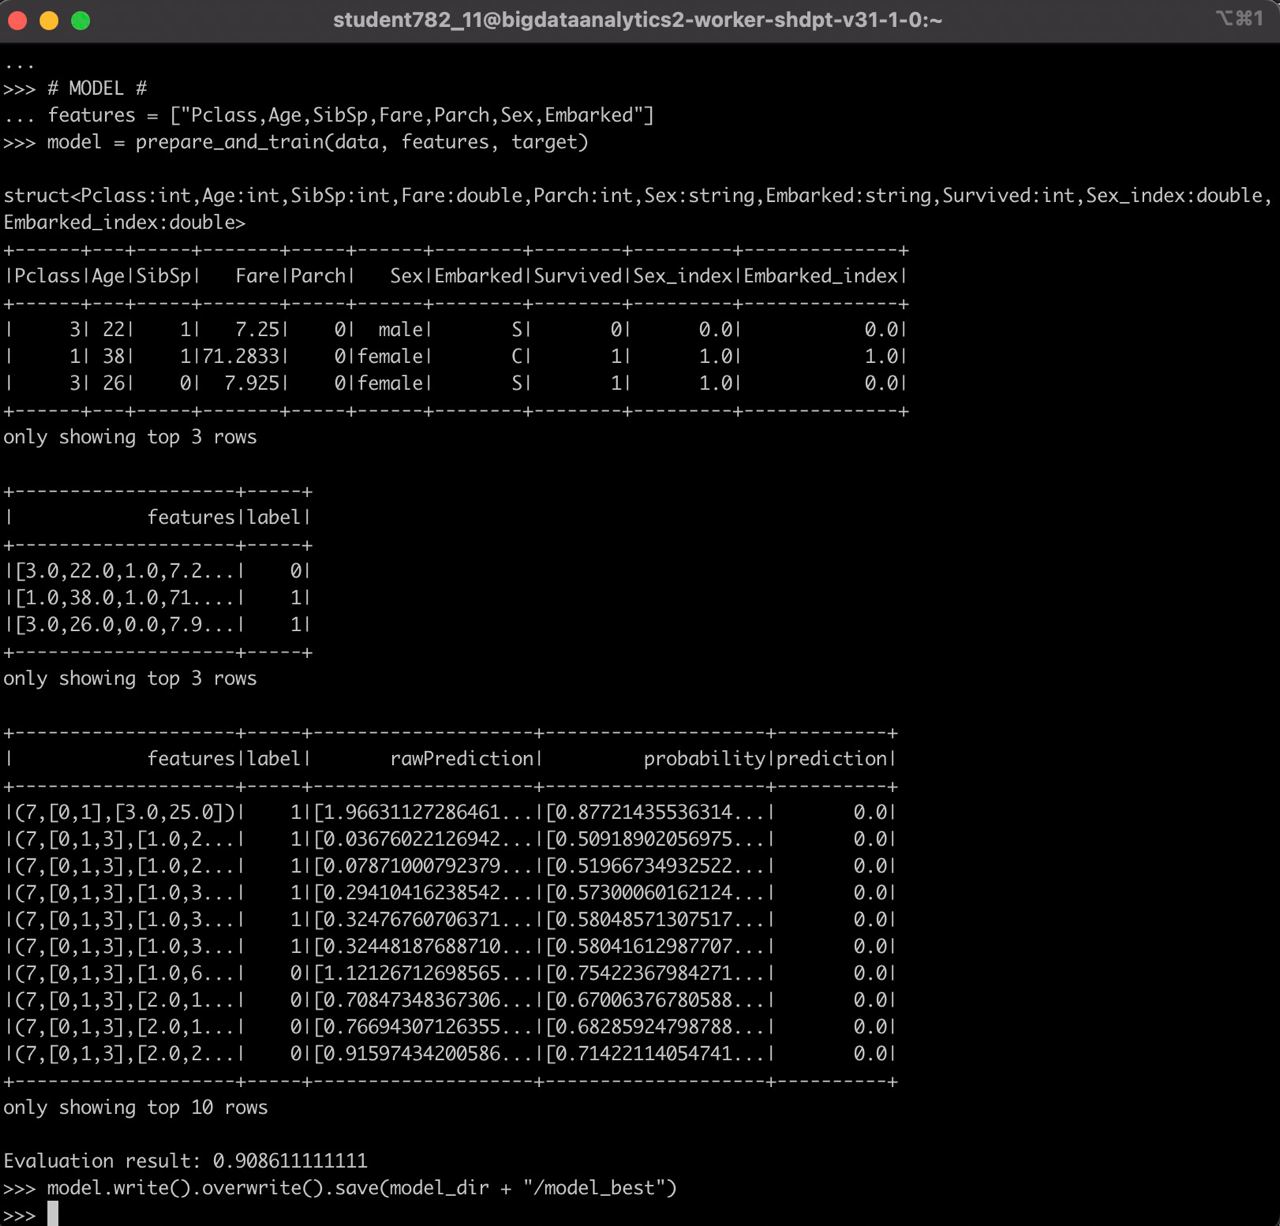 student782_11@bigdataanalytics2-worker-shdpt-v31-1-0:~
⌥⌘1
...
>>> # MODEL #
... features = ["Pclass,Age,SibSp,Fare,Parch,Sex,Embarked"]
>>> model = prepare_and_train(data, features, target)

struct<Pclass:int,Age:int,SibSp:int,Fare:double,Parch:int,Sex:string,Embarked:string,Survived:int,Sex_index:double,
Embarked_index:double>
+------+---+-----+-------+-----+------+--------+--------+---------+--------------+
|Pclass|Age|SibSp|   Fare|Parch|   Sex|Embarked|Survived|Sex_index|Embarked_index|
+------+---+-----+-------+-----+------+--------+--------+---------+--------------+
|     3| 22|    1|   7.25|    0|  male|       S|       0|      0.0|           0.0|
|     1| 38|    1|71.2833|    0|female|       C|       1|      1.0|           1.0|
|     3| 26|    0|  7.925|    0|female|       S|       1|      1.0|           0.0|
+------+---+-----+-------+-----+------+--------+--------+---------+--------------+
only showing top 3 rows

+--------------------+-----+
|            features|label|
+--------------------+-----+
|[3.0,22.0,1.0,7.2...|    0|
|[1.0,38.0,1.0,71....|    1|
|[3.0,26.0,0.0,7.9...|    1|
+--------------------+-----+
only showing top 3 rows

+--------------------+-----+--------------------+--------------------+----------+
|            features|label|       rawPrediction|         probability|prediction|
+--------------------+-----+--------------------+--------------------+----------+
|(7,[0,1],[3.0,25.0])|    1|[1.96631127286461...|[0.87721435536314...|       0.0|
|(7,[0,1,3],[1.0,2...|    1|[0.03676022126942...|[0.50918902056975...|       0.0|
|(7,[0,1,3],[1.0,2...|    1|[0.07871000792379...|[0.51966734932522...|       0.0|
|(7,[0,1,3],[1.0,3...|    1|[0.29410416238542...|[0.57300060162124...|       0.0|
|(7,[0,1,3],[1.0,3...|    1|[0.32476760706371...|[0.58048571307517...|       0.0|
|(7,[0,1,3],[1.0,3...|    1|[0.32448187688710...|[0.58041612987707...|       0.0|
|(7,[0,1,3],[1.0,6...|    0|[1.12126712698565...|[0.75422367984271...|       0.0|
|(7,[0,1,3],[2.0,1...|    0|[0.70847348367306...|[0.67006376780588...|       0.0|
|(7,[0,1,3],[2.0,1...|    0|[0.76694307126355...|[0.68285924798788...|       0.0|
|(7,[0,1,3],[2.0,2...|    0|[0.91597434200586...|[0.71422114054741...|       0.0|
+--------------------+-----+--------------------+--------------------+----------+
only showing top 10 rows

Evaluation result: 0.908611111111
>>> model.write().overwrite().save(model_dir + "/model_best")
>>>